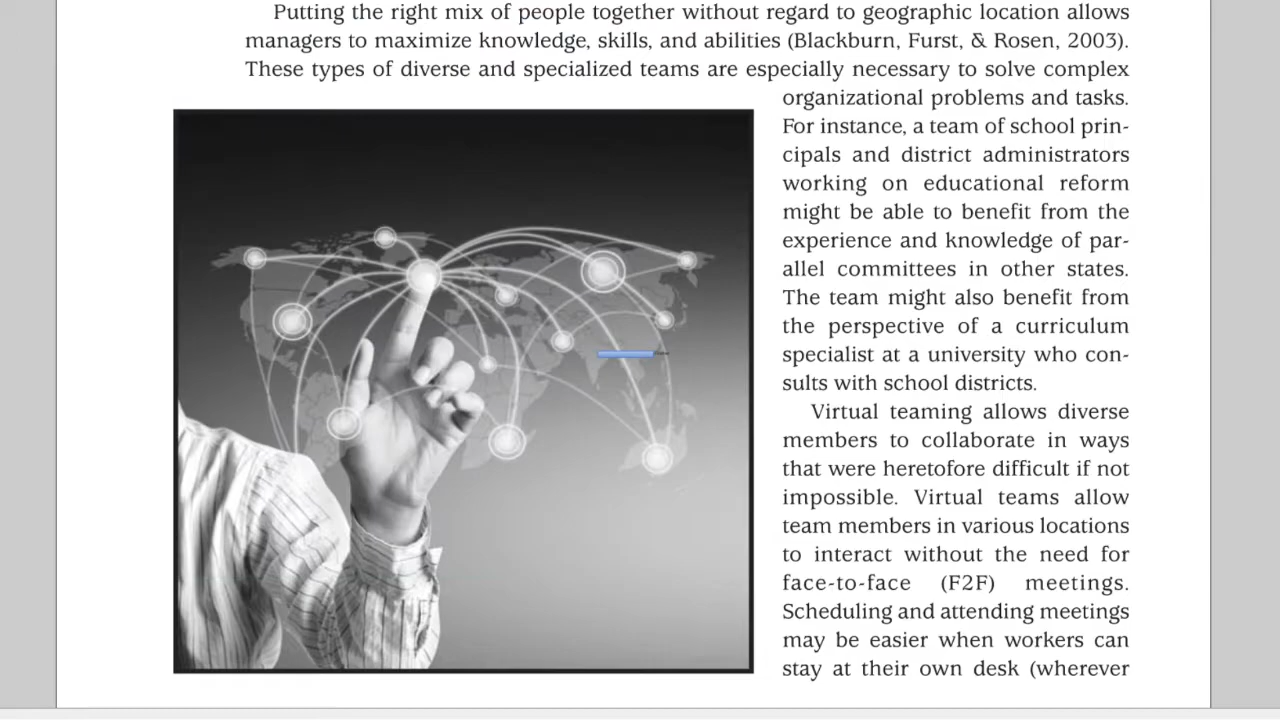 Putting the right mix of people together without regard to geographic location allows
managers to maximize knowledge, skills, and abilities (Blackburn, Furst, & Rosen, 2003).
These types of diverse and specialized teams are especially necessary to solve complex
organizational problems and tasks.
For instance, a team of school prin-
cipals and district administrators
working on educational reform
might be able to benefit from the
experience and knowledge of par-
allel committees in other states.
The team might also benefit from
the perspective of a curriculum
specialist at a university who con-
sults with school districts.
Virtual teaming allows diverse
members to collaborate in ways
that were heretofore difficult if not
impossible. Virtual teams allow
team members in various locations
to interact without the need for
face-to-face (F2F) meetings.
Scheduling and attending meetings
may be easier when workers can
stay at their own desk (wherever